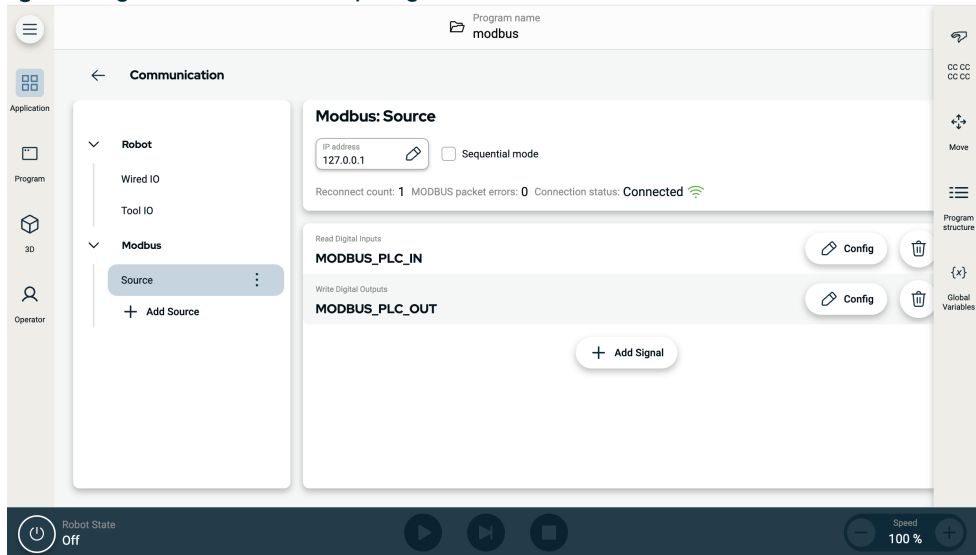 Program name
modbus
Application
Program
3D
Operator
Communication
Robot
Wired IO
Tool IO
Modbus
Source
Add Source
Modbus: Source
IP address
127.0.0.1
Sequential mode
Reconnect count: 1 MODBUS packet errors: 0 Connection status: Connected
Read Digital Inputs
MODBUS_PLC_IN
Config
Write Digital Outputs
MODBUS_PLC_OUT
Config
Add Signal
CC CC
CC CC
Move
Program
structure
{x}
Global
Variables
Robot State
Off
Speed
100 %